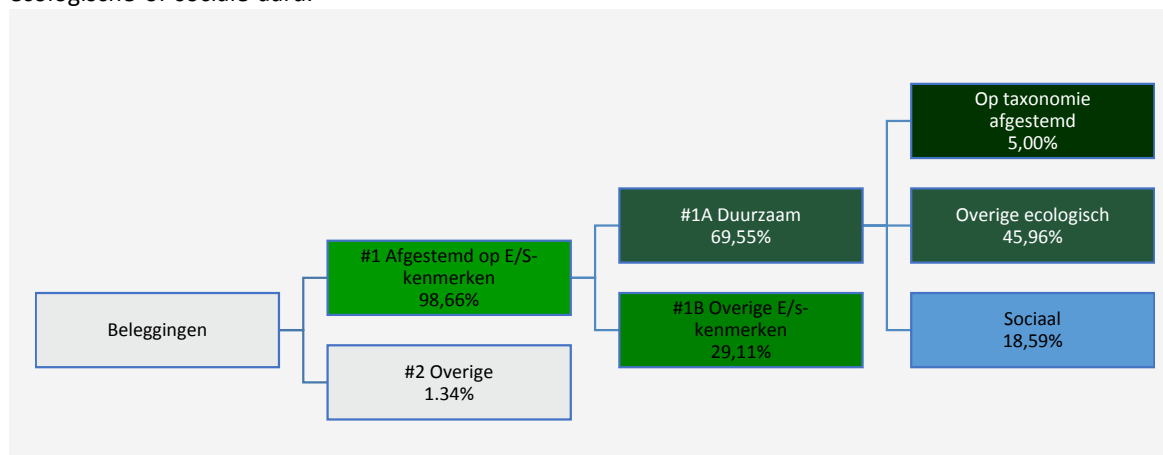 ecologische of sociale aard.
Op taxonomie
afgestemd
5,00%
#1A Duurzaam
69,55%
Overige ecologisch
45,96%
#1 Afgestemd op E/S-
kenmerken
98,66%
Beleggingen
#1B Overige E/s-
kenmerken
29,11%
Sociaal
18,59%
#2 Overige
1.34%